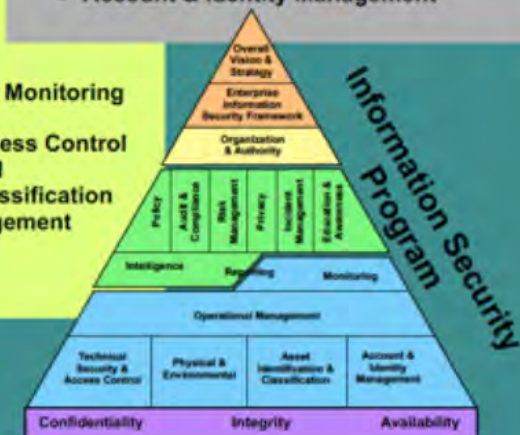 Account & Identity Management
Monitoring
ess Control
ssification
gement
Information Security
Program
Overall
Vision &
Strategy
Enterprise
Information
Security Framework
Organization
& Authority
Policy
Audit &
Compliance
Risk
Management
Privacy
Incident
Management
Education &
Awareness
Intelligence
Reporting
Monitoring
Operational Management
Technical
Security &
Access Control
Physical &
Environmental
Asset
Identification &
Classification
Account &
Identity
Management
Confidentiality
Integrity
Availability